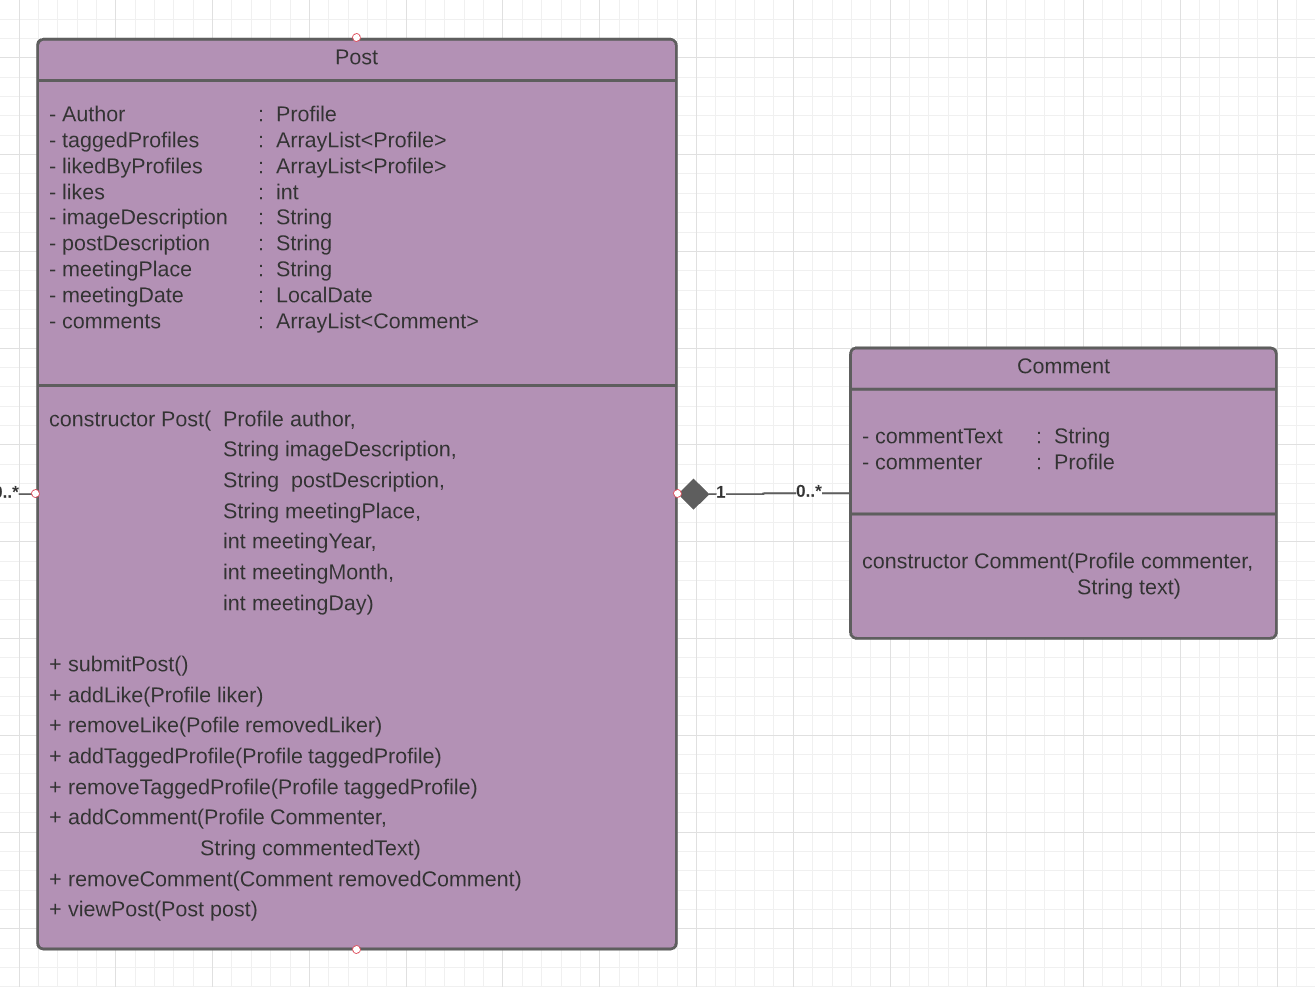 Post
- Author : Profile
- taggedProfiles : ArrayList<Profile>
- likedByProfiles : ArrayList<Profile>
- likes : int
- imageDescription : String
- postDescription : String
- meetingPlace : String
- meetingDate : LocalDate
- comments : ArrayList<Comment>
constructor Post( Profile author,
String imageDescription,
String postDescription,
String meetingPlace,
int meetingYear,
int meetingMonth,
int meetingDay)
+ submitPost()
+ addLike(Profile liker)
+ removeLike(Pofile removedLiker)
+ addTaggedProfile(Profile taggedProfile)
+ removeTaggedProfile(Profile taggedProfile)
+ addComment(Profile Commenter,
String commentedText)
+ removeComment(Comment removedComment)
+ viewPost(Post post)
0..*
1
0..*
Comment
- commentText : String
- commenter : Profile
constructor Comment(Profile commenter,
String text)